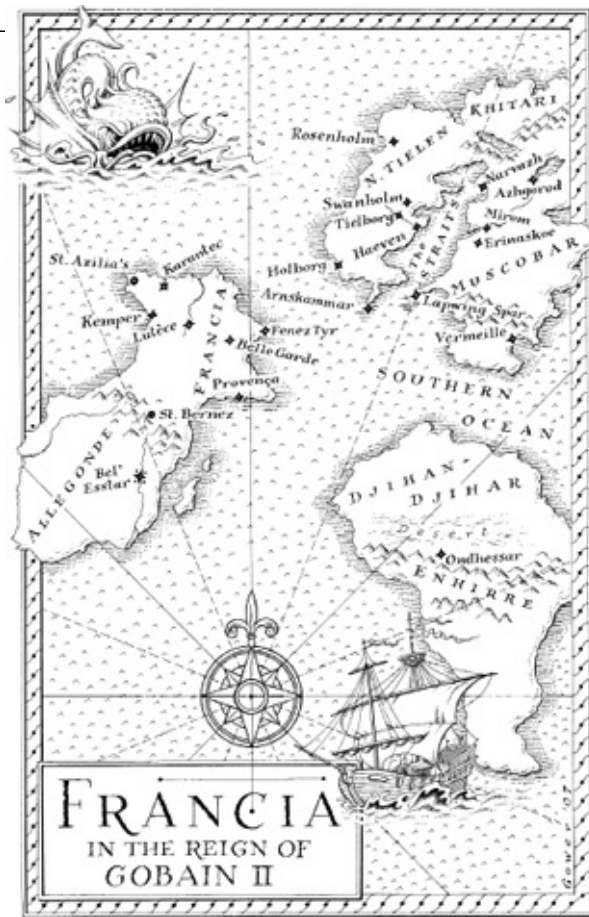 KHITARI
Rosenholm
N. TIELEN
Narvazh
Azhgorod
Swanholm
Tielborg
Mirom
Haeven
The STRAITS
Erinaskoe
MUSCOBAR
St. Azilia's
Karantec
Holborg
Arnskammar
Lapwing Spar
Kemper
Lutèce
FRANCIA
Fenez Tyr
Vermeille
Belle Garde
Provença
SOUTHERN
OCEAN
St. Bernez
ALLEGONDE
Bel'
Esstar
DJIHAN-
DJIHAR
Desert
Ondhessar
ENHIRRE
FRANCIA
IN THE REIGN OF
GOBAIN II
Gower 07